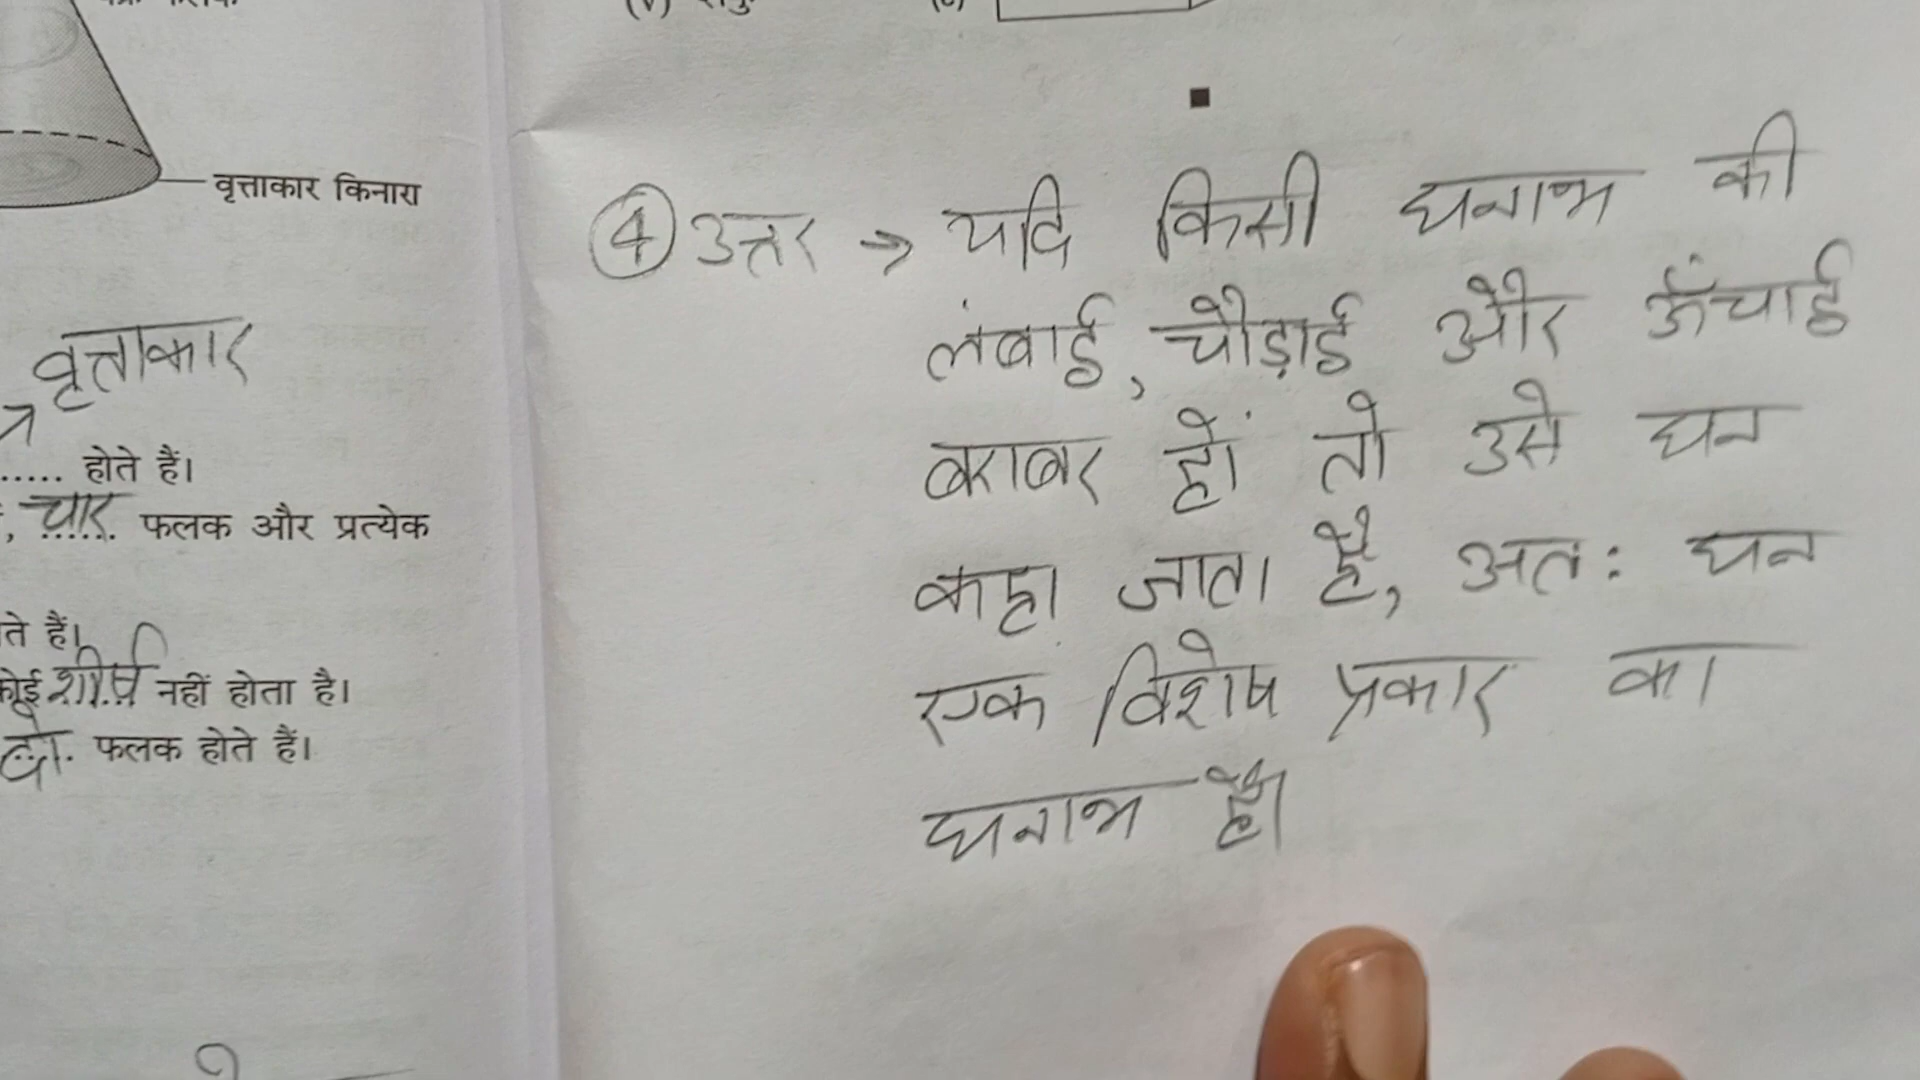 वृत्ताकार किनारा
वृत्ताकार
..... होते हैं।
, चार फलक और प्रत्येक
ते हैं।
कोई शीर्ष नहीं होता है।
दो फलक होते हैं।
④ उत्तर → यदि किसी घनाभ की
लंबाई, चौड़ाई और ऊँचाई
बराबर हों तो उसे घन
कहा जाता है, अतः घन
एक विशेष प्रकार का
घनाभ है।